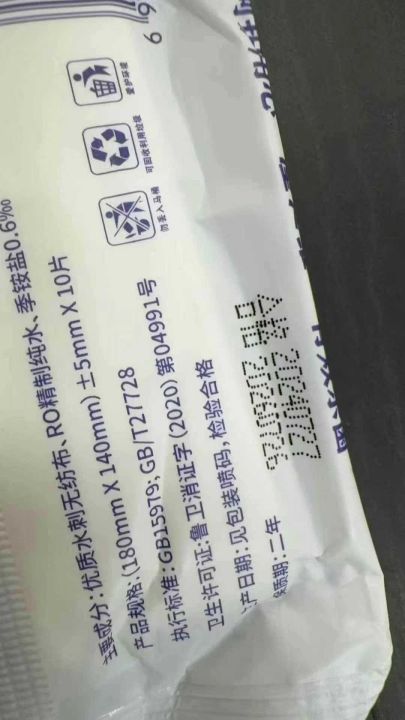 6 9
爱护环境
可回收利用垃圾
勿丢入马桶
主要成分:优质水刺无纺布、RO精制纯水、季铵盐0.6‰
产品规格:(180mm X 140mm) ±5mm X 10片
执行标准: GB15979; GB/T27728
卫生许可证:鲁卫消证字(2020)第04991号
生产日期:见包装喷码,检验合格
保质期:二年